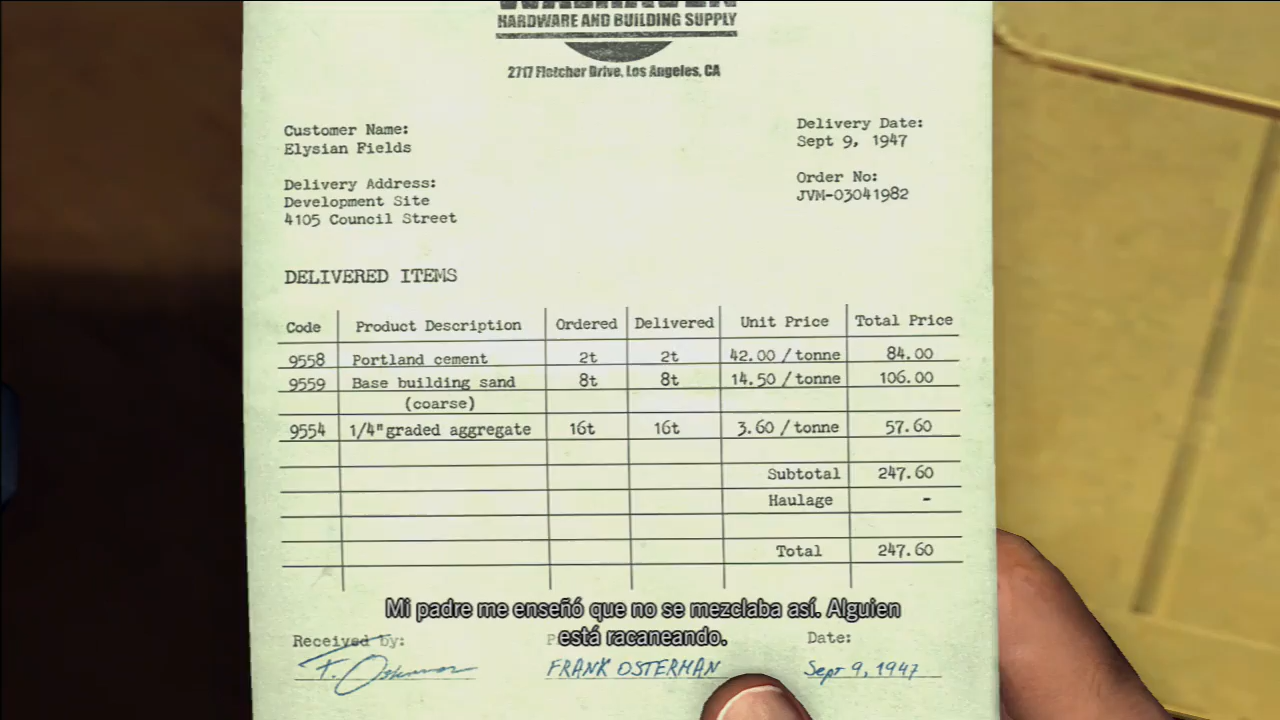 HARDWARE AND BUILDING SUPPLY
2717 Fletcher Drive, Los Angeles, CA
Customer Name:
Elysian Fields
Delivery Date:
Sept 9, 1947
Delivery Address:
Development Site
4105 Council Street
Order No:
JVM-03041982
DELIVERED ITEMS
Code Product Description Ordered Delivered Unit Price Total Price
9558 Portland cement 2t 2t 42.00 / tonne 84.00
9559 Base building sand 8t 8t 14.50 / tonne 106.00
(coarse)
9554 1/4" graded aggregate 16t 16t 3.60 / tonne 57.60
Subtotal 247.60
Haulage -
Total 247.60
Mi padre me enseñó que no se mezclaba así. Alguien
está racaneando.
Received by: Date:
F. Osterman FRANK OSTERMAN Sept 9, 1947